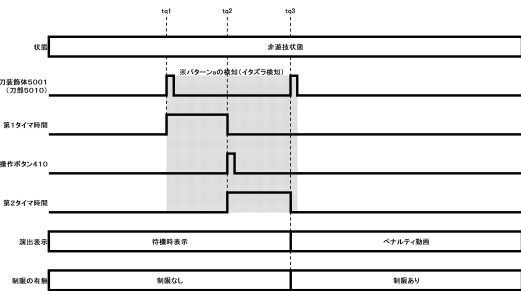 tq1 tq2 tq3
状態 非遊技状態
刀装飾体5001
(刀部5010)
※パターンaの検知(イタズラ検知)
第1タイマ時間
操作ボタン410
第2タイマ時間
演出表示 待機時表示 ペナルティ動画
制限の有無 制限なし 制限あり